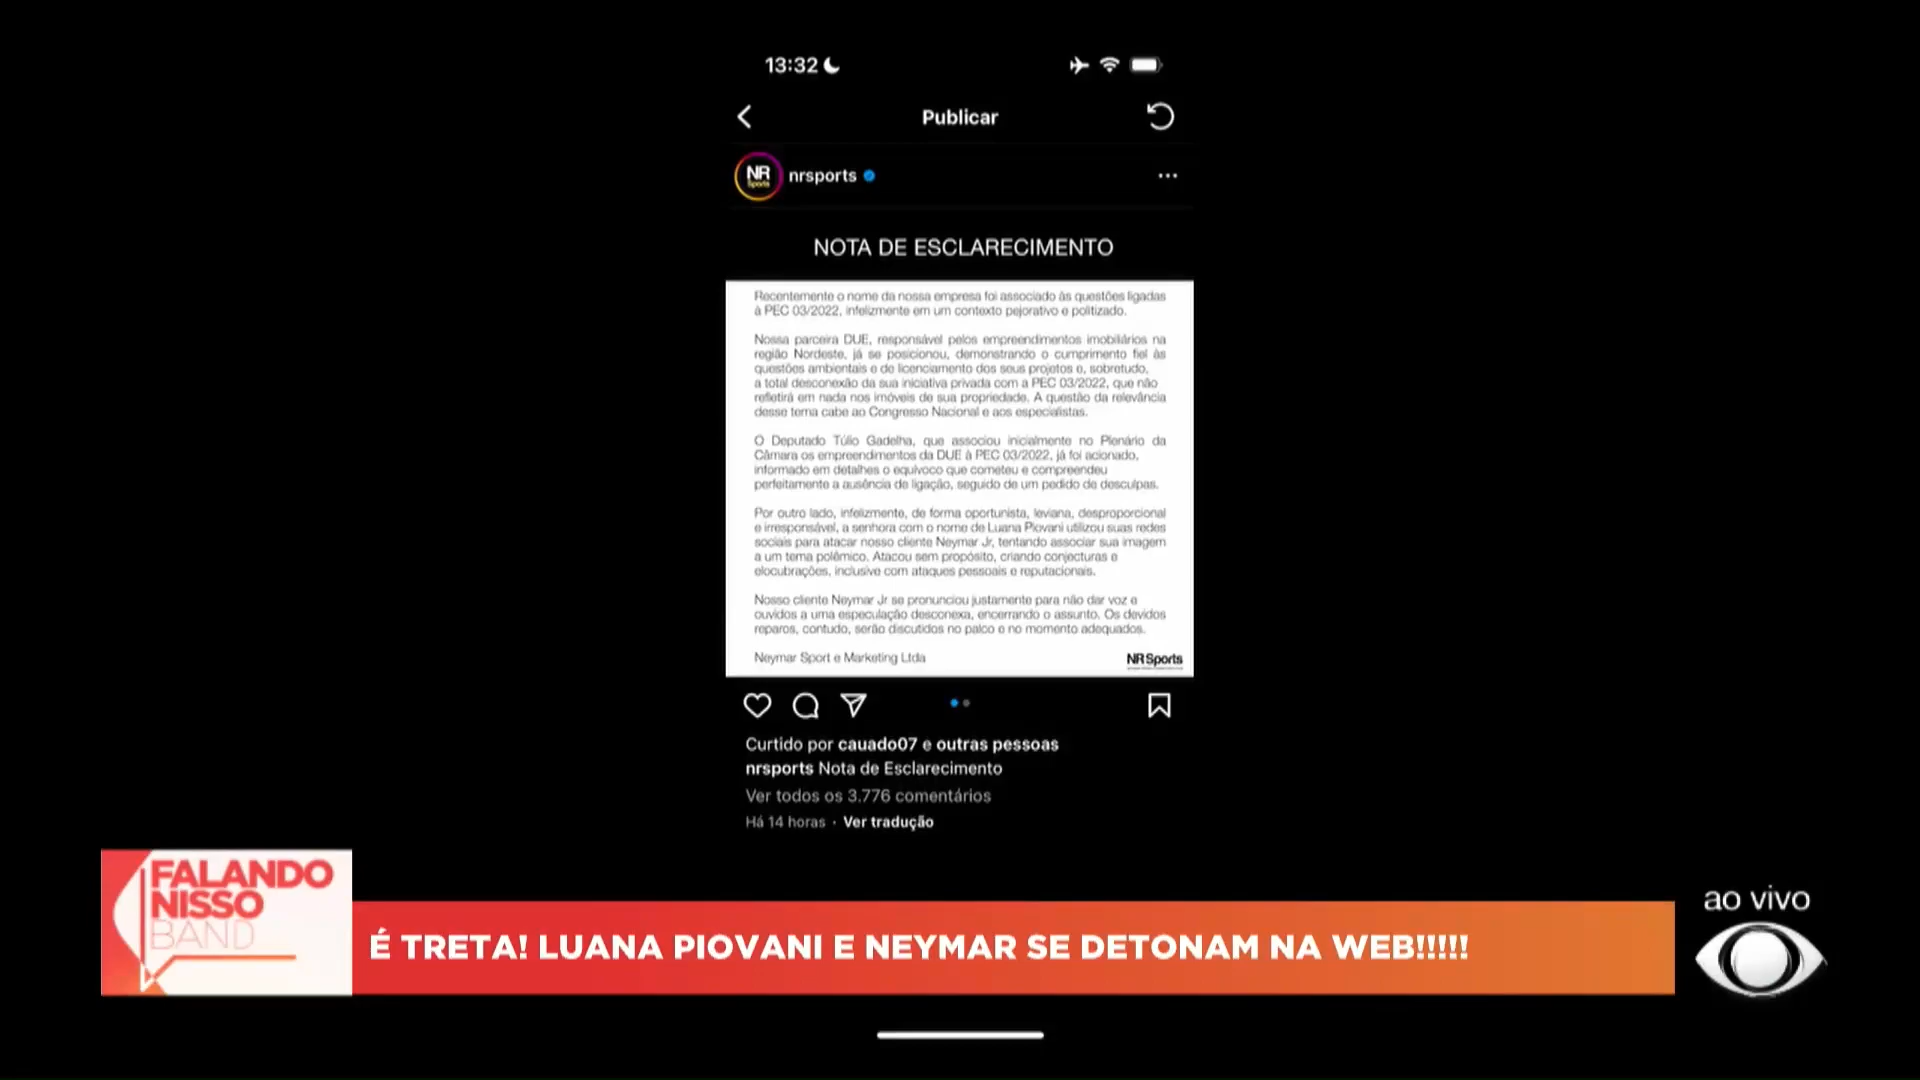 13:32
Publicar
NR
Sports
nrsports
NOTA DE ESCLARECIMENTO
Recentemente o nome da nossa empresa foi associado às questões ligadas
à PEC 03/2022, infelizmente em um contexto pejorativo e politizado.
Nossa parceira DUE, responsável pelos empreendimentos imobiliários na
região Nordeste, já se posicionou, demonstrando o cumprimento fiel às
questões ambientais e de licenciamento dos seus projetos e, sobretudo,
a total desconexão da sua iniciativa privada com a PEC 03/2022, que não
refletirá em nada nos imóveis de sua propriedade. A questão da relevância
desse tema cabe ao Congresso Nacional e aos especialistas.
O Deputado Túlio Gadelha, que associou inicialmente no Plenário da
Câmara os empreendimentos da DUE à PEC 03/2022, já foi acionado,
informado em detalhes o equívoco que cometeu e compreendeu
perfeitamente a ausência de ligação, seguido de um pedido de desculpas.
Por outro lado, infelizmente, de forma oportunista, leviana, desproporcional
e irresponsável, a senhora com o nome de Luana Piovani utilizou suas redes
sociais para atacar nosso cliente Neymar Jr, tentando associar sua imagem
a um tema polêmico. Atacou sem propósito, criando conjecturas e
elocubrações, inclusive com ataques pessoais e reputacionais.
Nosso cliente Neymar Jr se pronunciou justamente para não dar voz e
ouvidos a uma especulação desconexa, encerrando o assunto. Os devidos
reparos, contudo, serão discutidos no palco e no momento adequados.
Neymar Sport e Marketing Ltda
NR Sports
Curtido por cauado07 e outras pessoas
nrsports Nota de Esclarecimento
Ver todos os 3.776 comentários
Há 14 horas · Ver tradução
FALANDO
NISSO
BAND
É TRETA! LUANA PIOVANI E NEYMAR SE DETONAM NA WEB!!!!!
ao vivo